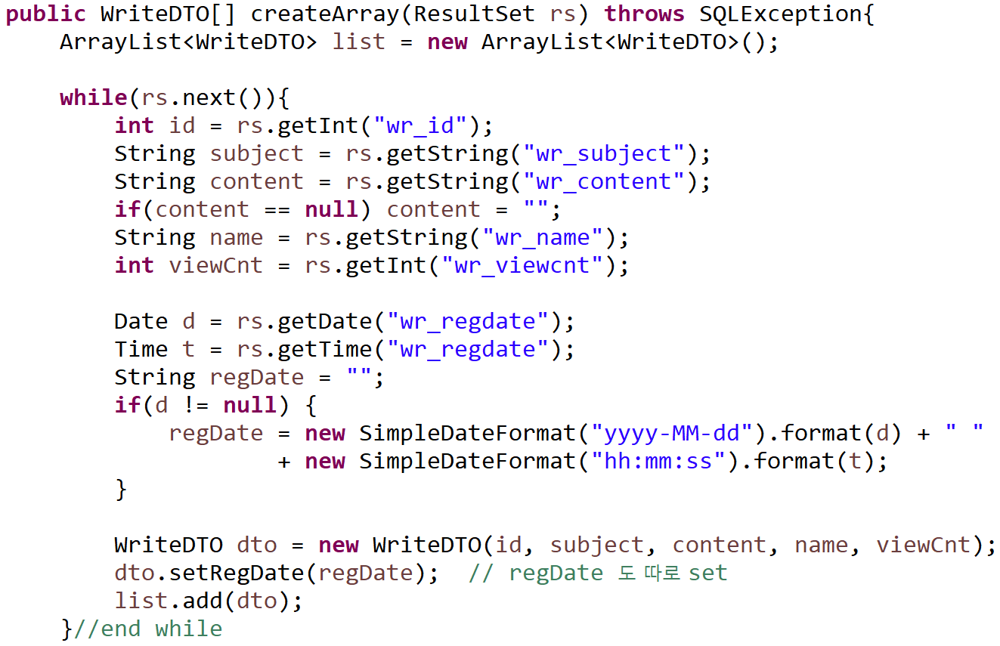 public WriteDTO[] createArray(ResultSet rs) throws SQLException{
    ArrayList<WriteDTO> list = new ArrayList<WriteDTO>();

    while(rs.next()){
        int id = rs.getInt("wr_id");
        String subject = rs.getString("wr_subject");
        String content = rs.getString("wr_content");
        if(content == null) content = "";
        String name = rs.getString("wr_name");
        int viewCnt = rs.getInt("wr_viewcnt");

        Date d = rs.getDate("wr_regdate");
        Time t = rs.getTime("wr_regdate");
        String regDate = "";
        if(d != null) {
            regDate = new SimpleDateFormat("yyyy-MM-dd").format(d) + " "
                    + new SimpleDateFormat("hh:mm:ss").format(t);
        }

        WriteDTO dto = new WriteDTO(id, subject, content, name, viewCnt);
        dto.setRegDate(regDate);  // regDate 도 따로 set
        list.add(dto);
    }//end while